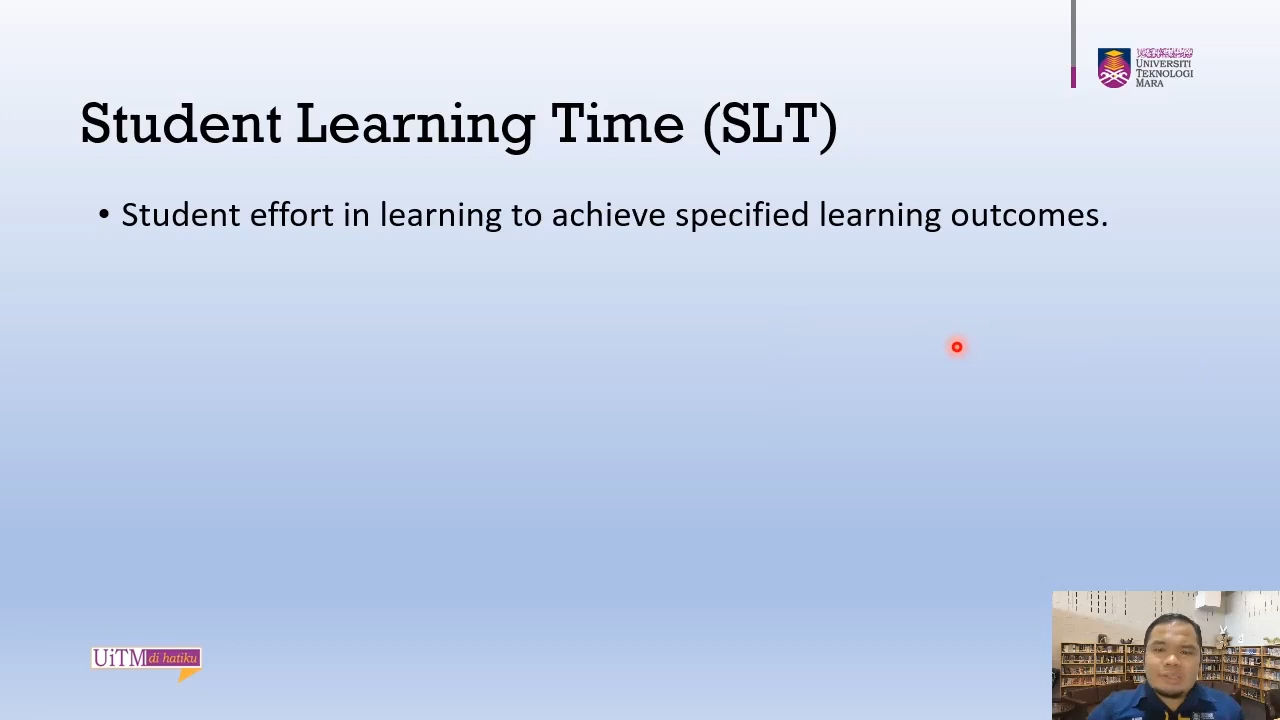 UNIVERSITI
TEKNOLOGI
MARA
Student Learning Time (SLT)
• Student effort in learning to achieve specified learning outcomes.
UiTM di hatiku